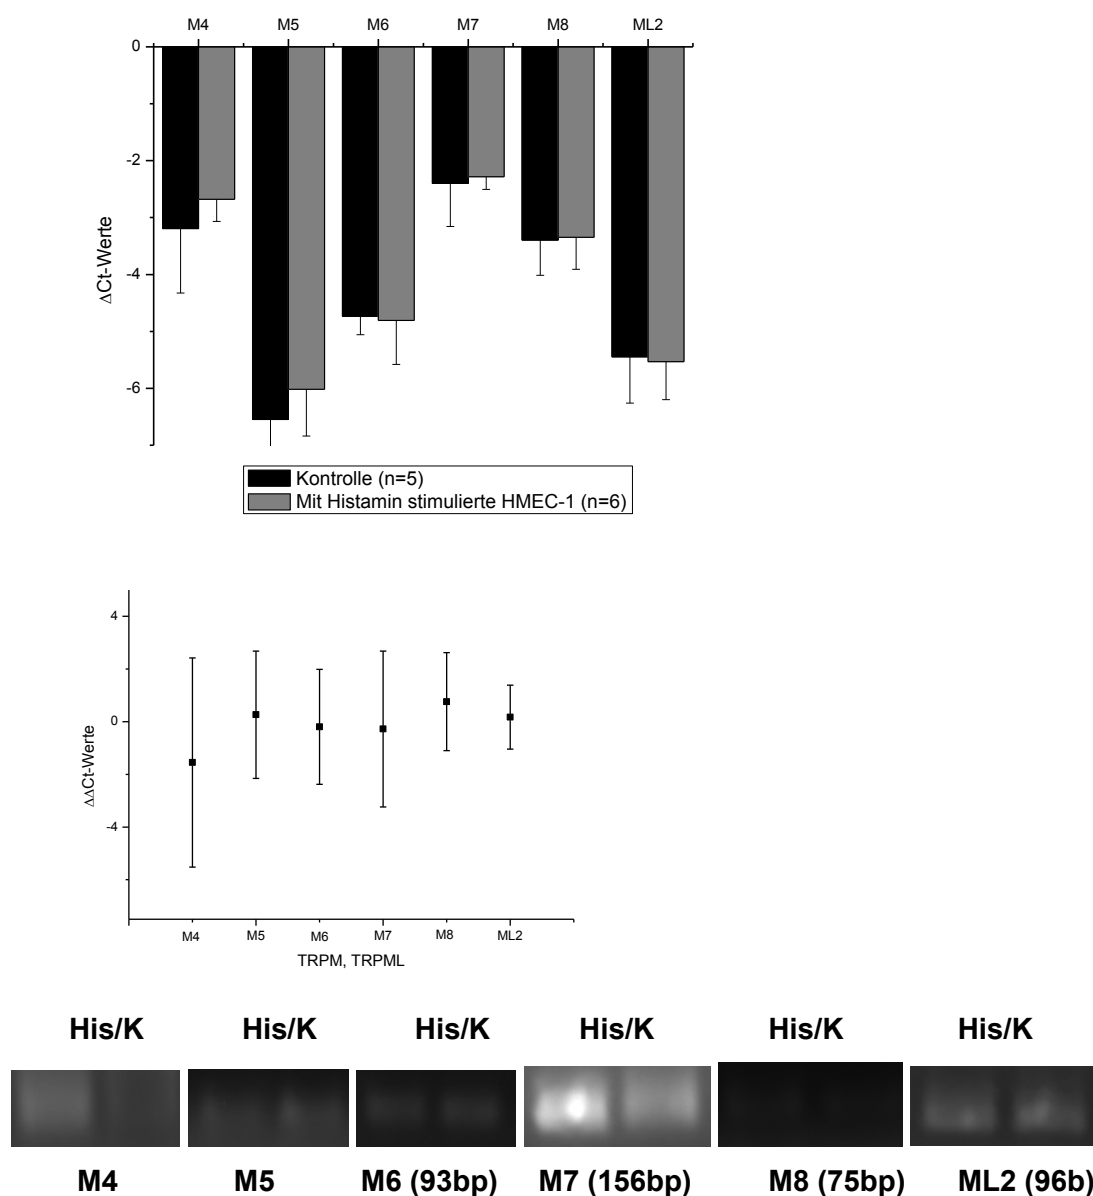 M4 M5 M6 M7 M8 ML2
0
-2
-4
-6
ΔCt-Werte
Kontrolle (n=5)
Mit Histamin stimulierte HMEC-1 (n=6)
4
0
-4
ΔΔCt-Werte
M4 M5 M6 M7 M8 ML2
TRPM, TRPML
His/K His/K His/K His/K His/K His/K
M4 M5 M6 (93bp) M7 (156bp) M8 (75bp) ML2 (96b)